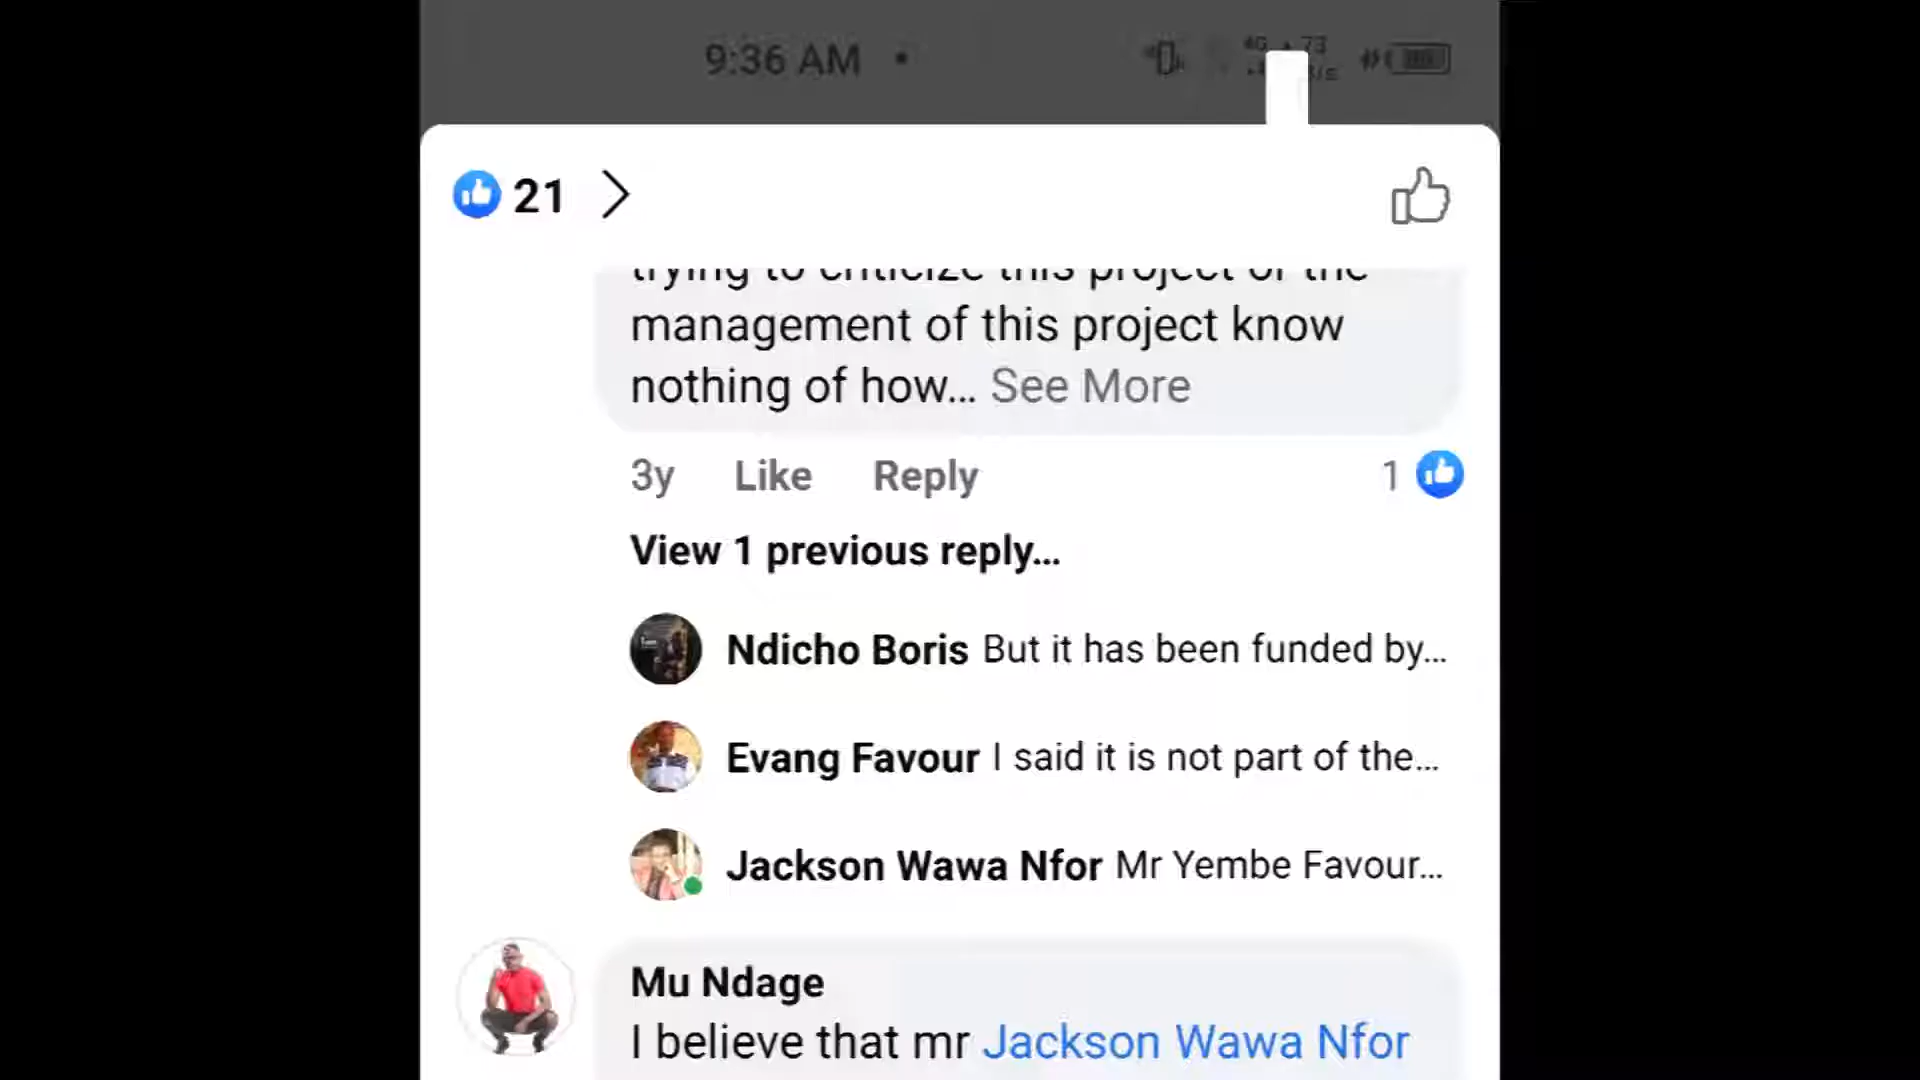 9:36 AM •
4G 73
21
trying to criticize this project or the
management of this project know
nothing of how... See More
3y Like Reply 1
View 1 previous reply...
Ndicho Boris But it has been funded by...
Evang Favour I said it is not part of the...
Jackson Wawa Nfor Mr Yembe Favour...
Mu Ndage
I believe that mr Jackson Wawa Nfor